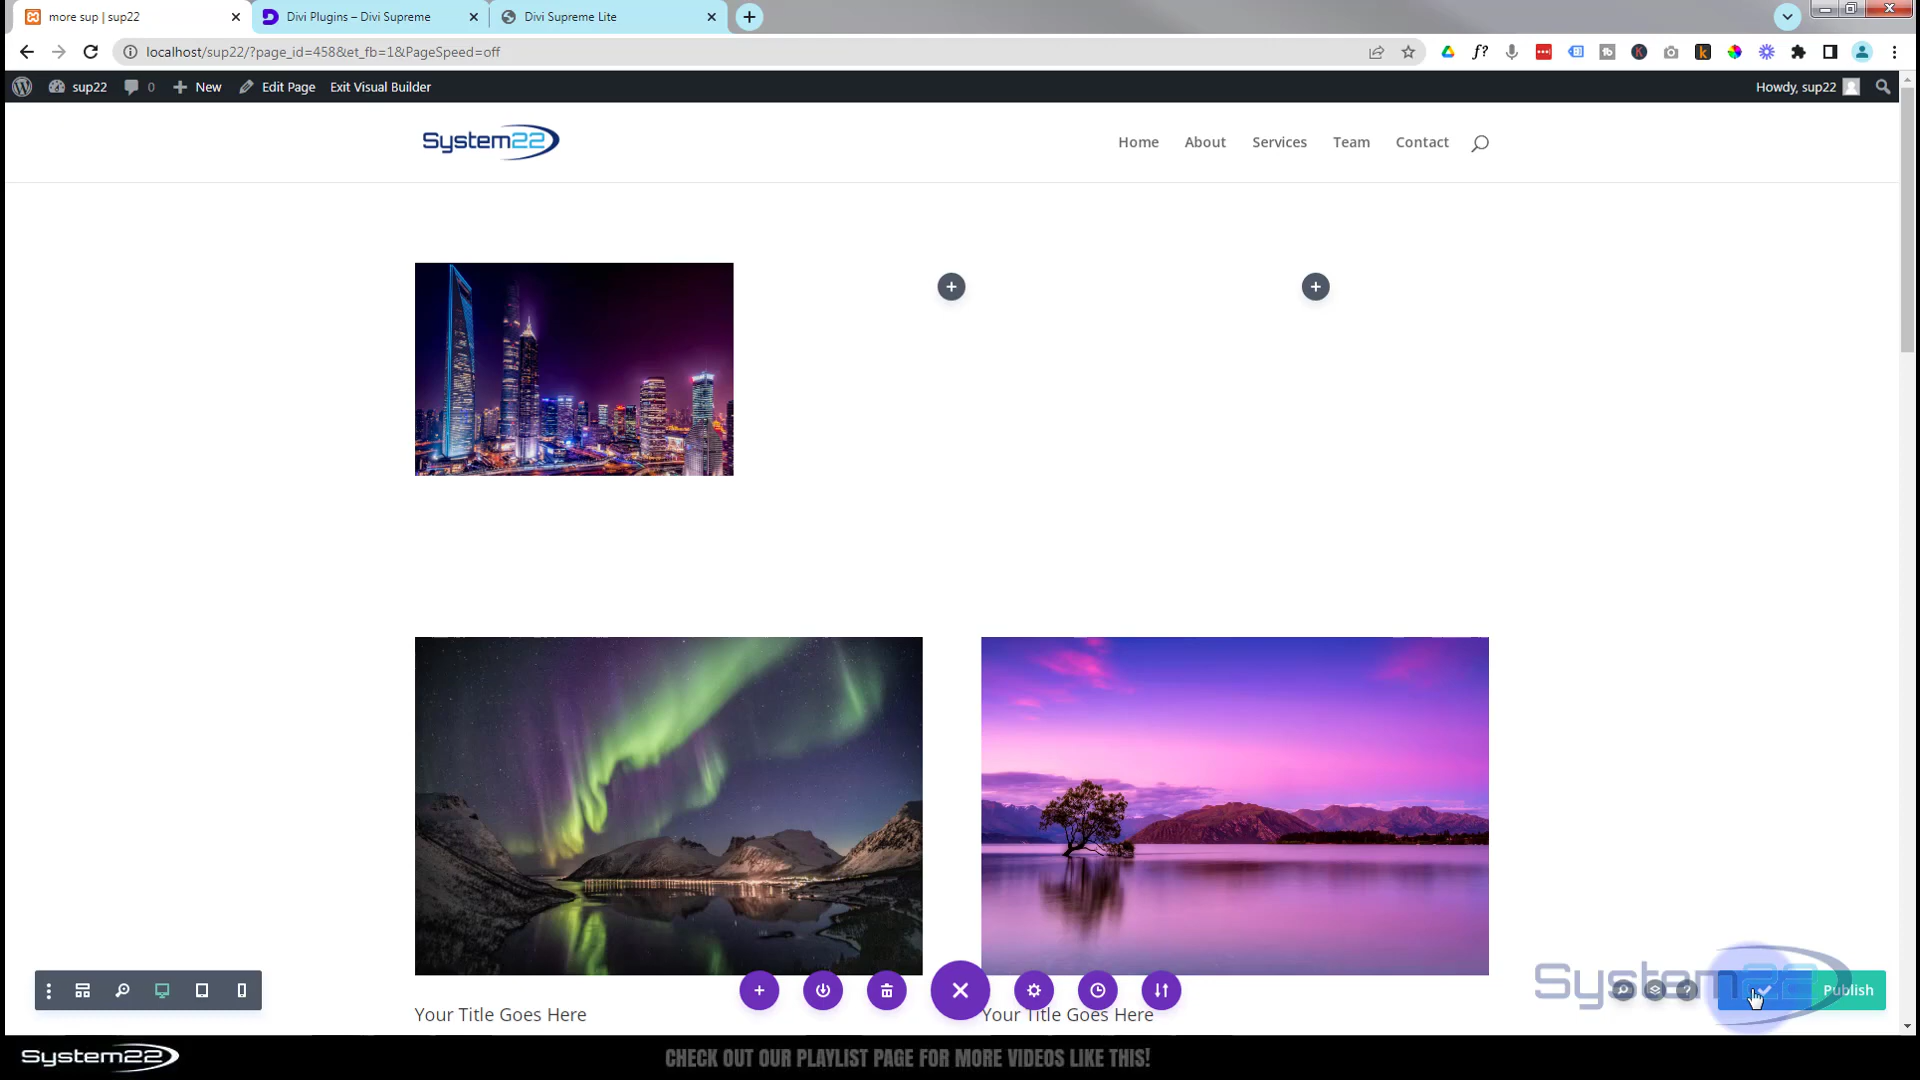 more sup | sup22
Divi Plugins – Divi Supreme
Divi Supreme Lite
localhost/sup22/?page_id=458&et_fb=1&PageSpeed=off
sup22
0
New
Edit Page
Exit Visual Builder
Howdy, sup22
System22
Home
About
Services
Team
Contact
Your Title Goes Here
Your Title Goes Here
System22
Publish
System22
CHECK OUT OUR PLAYLIST PAGE FOR MORE VIDEOS LIKE THIS!